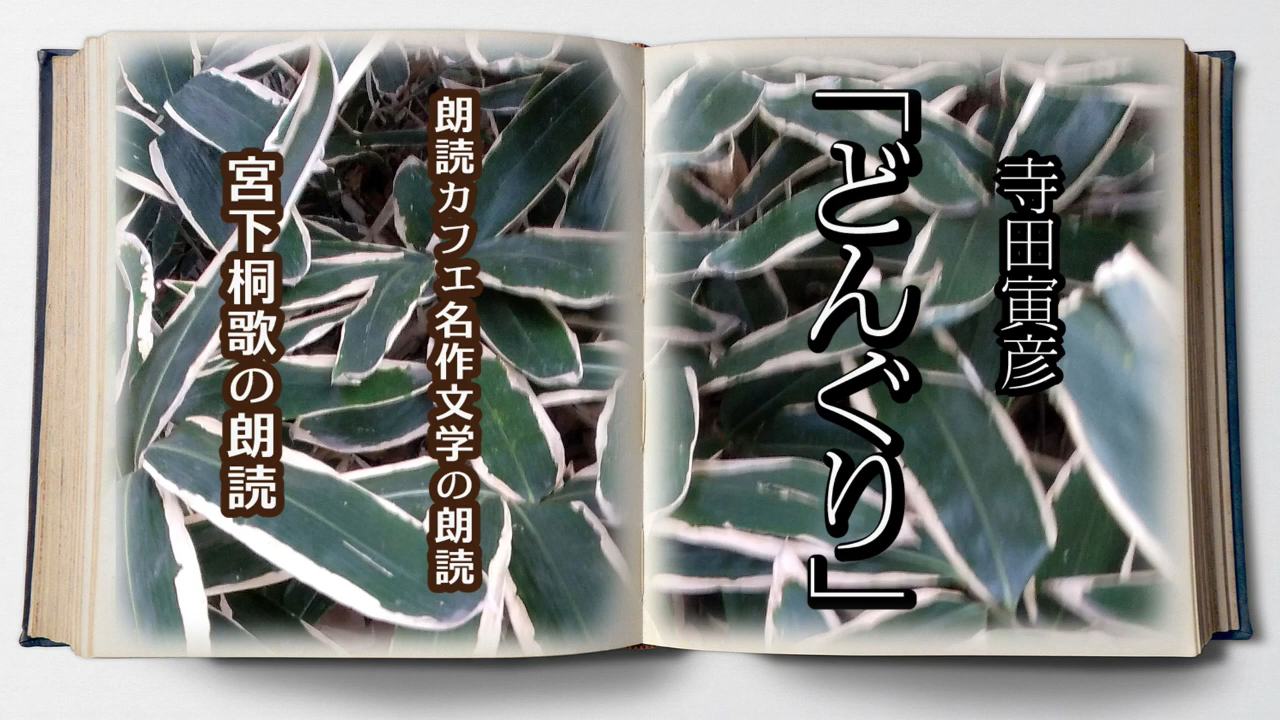 寺田寅彦
「どんぐり」
朗読カフェ名作文学の朗読
宮下桐歌の朗読